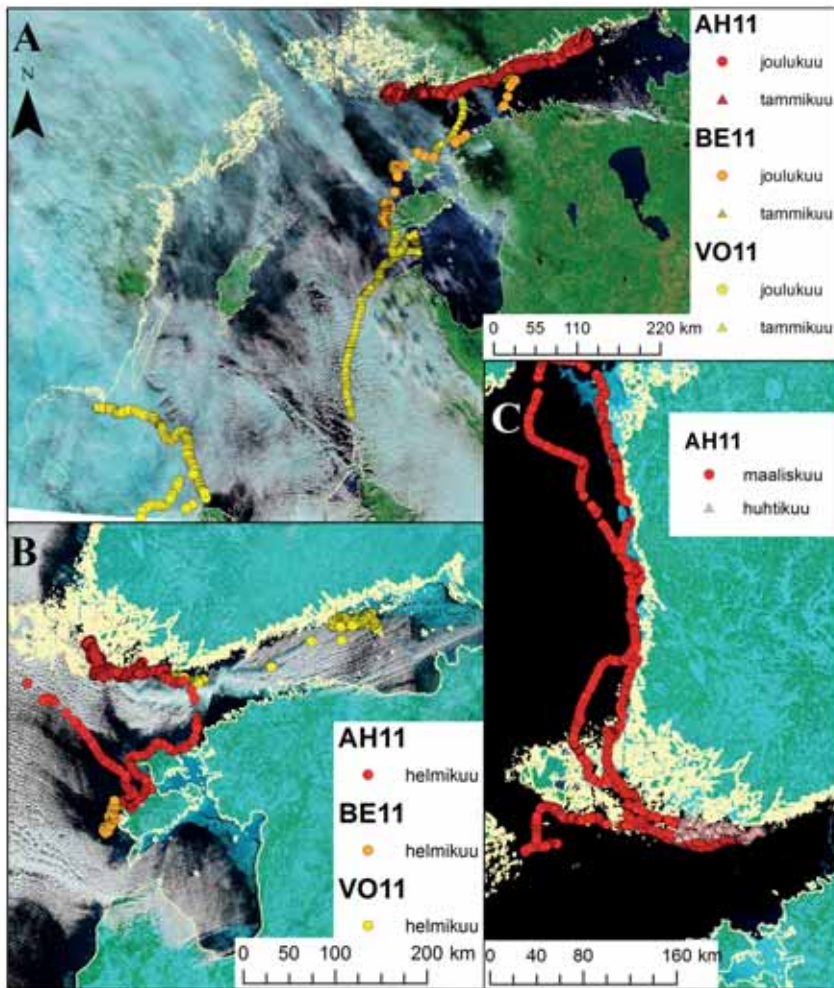 A
N
AH11
joulukuu
tammikuu
BE11
joulukuu
tammikuu
VO11
joulukuu
tammikuu
0 55 110 220 km
B
AH11
helmikuu
BE11
helmikuu
VO11
helmikuu
0 50 100 200 km
C
AH11
maaliskuu
huhtikuu
0 40 80 160 km